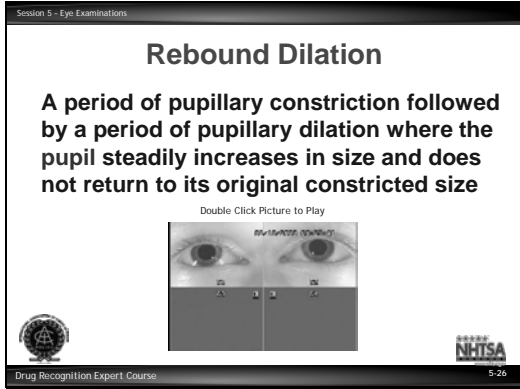 Session 5 - Eye Examinations
Rebound Dilation
A period of pupillary constriction followed
by a period of pupillary dilation where the
pupil steadily increases in size and does
not return to its original constricted size
Double Click Picture to Play
NHTSA
Drug Recognition Expert Course
5-26